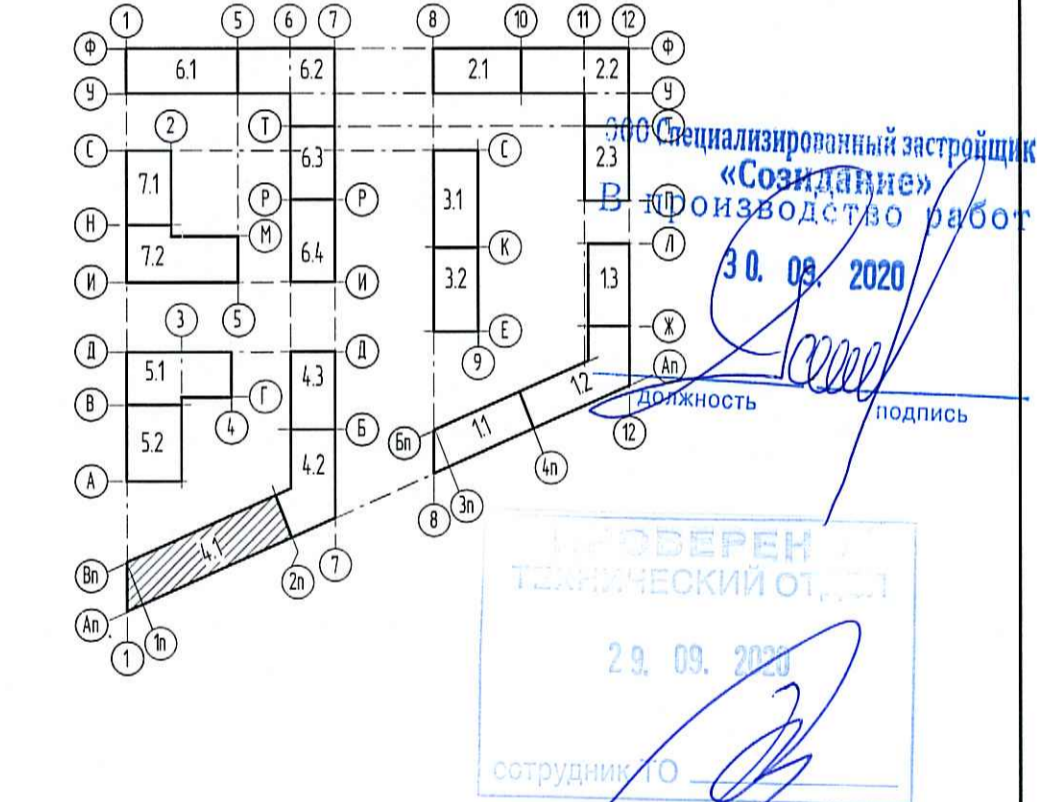 1 5 6 7 8 10 11 12
Ф 6.1 6.2 2.1 2.2 Ф
У У
2 Т
С 7.1 6.3 3.1 С 2.3
ООО Специализированный застройщик
«Созидание»
В производство работ
30. 09. 2020
Р Р П
Н М К Л
7.2 6.4 3.2 1.3
И И
3 5 Е Ж
9 Ап
Д 5.1 4.3 Д 1.2
должность
подпись
В Г 4 Б Бп 1.1 12
5.2 4.2 4п
А 3п
8
4.1 2п 7
Вп
Ап 1п
1
ПРОВЕРЕНО
ТЕХНИЧЕСКИЙ ОТДЕЛ
29. 09. 2020
сотрудник ТО